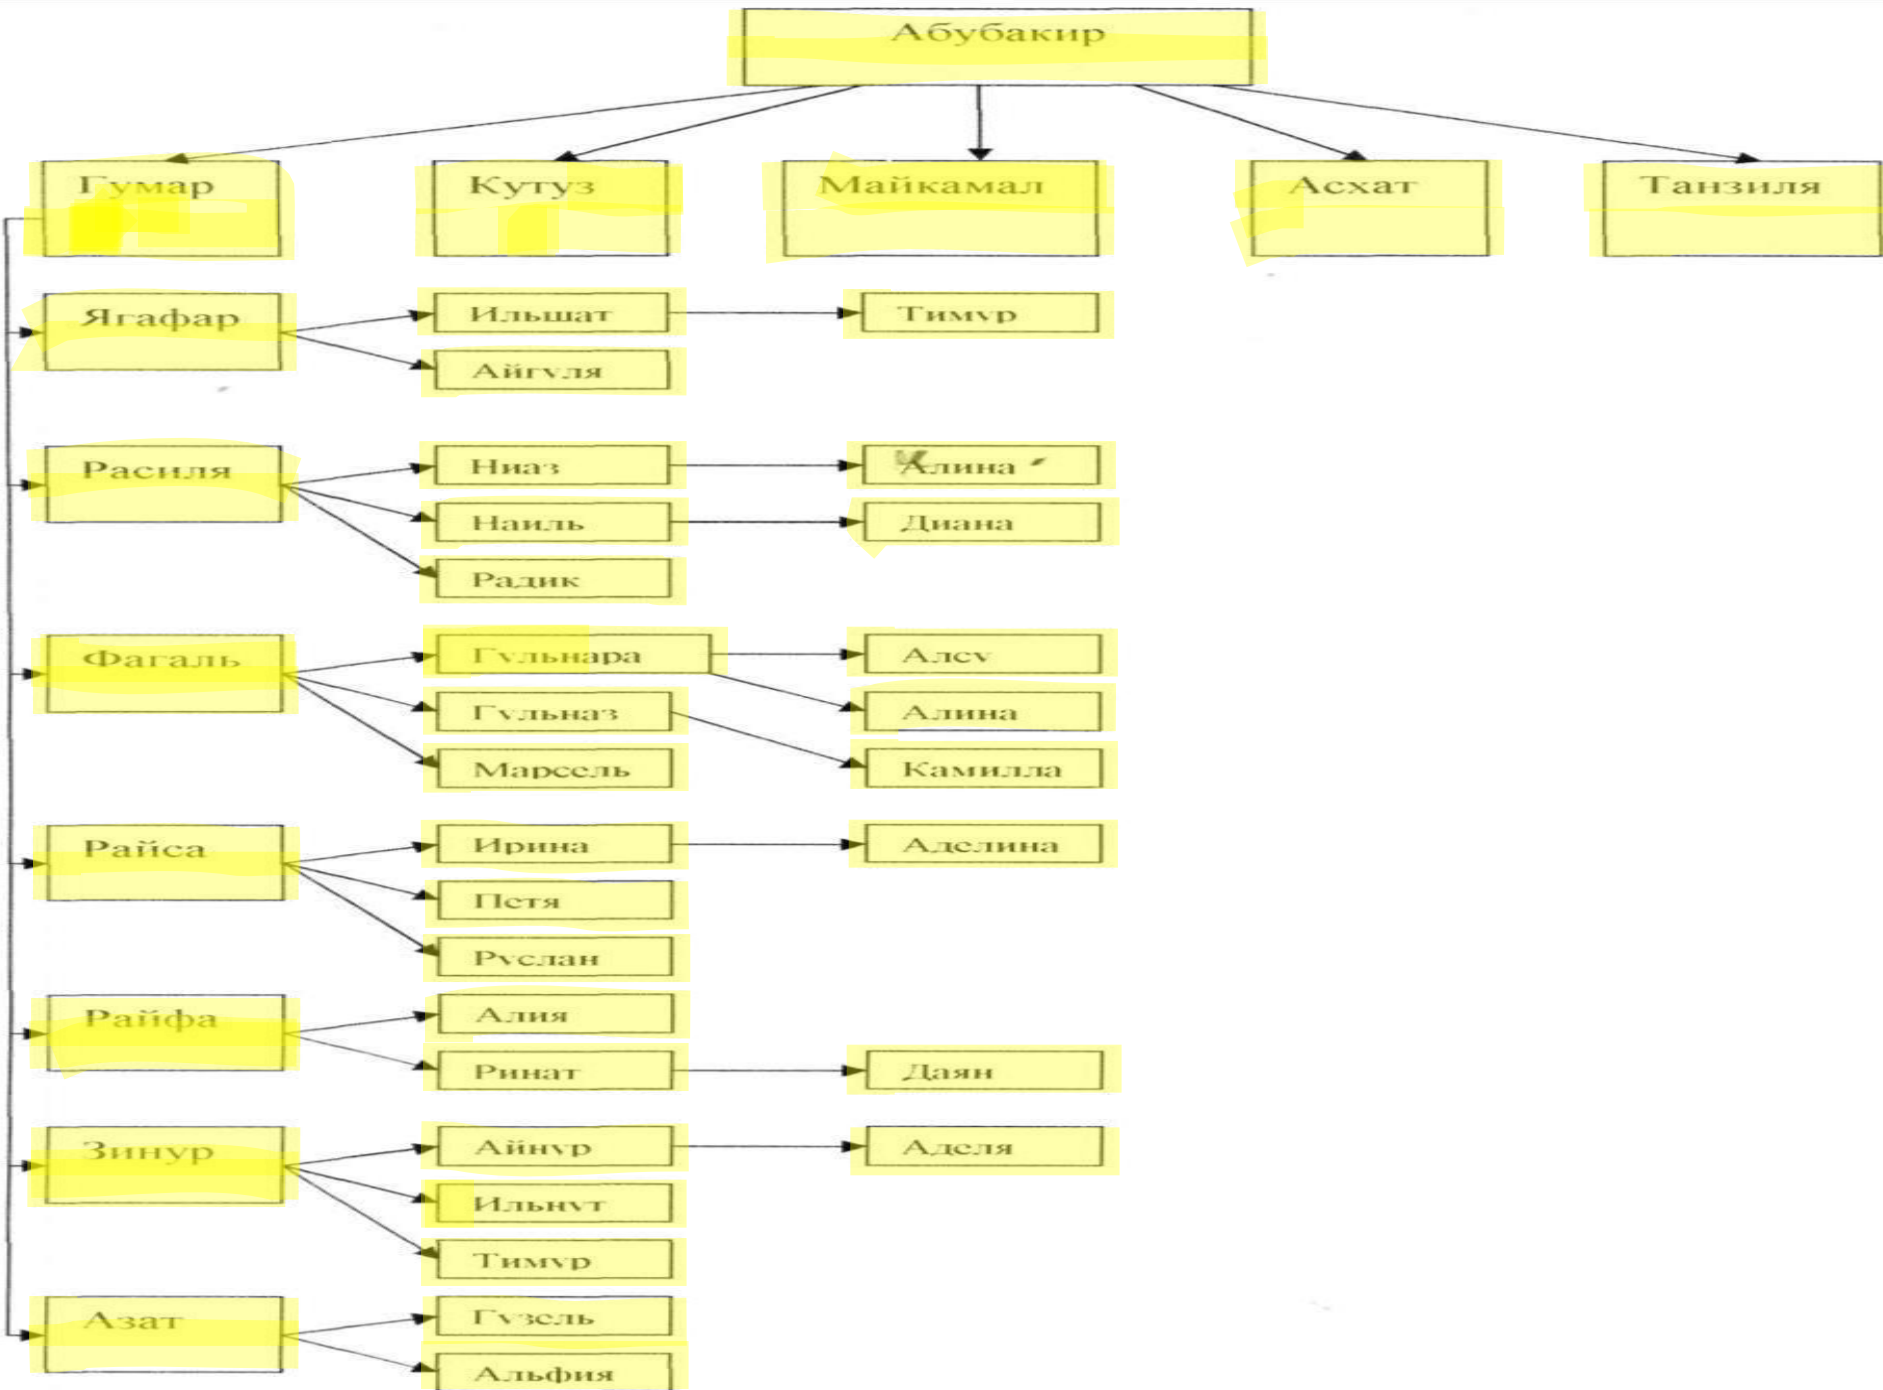 Абубакир
Гумар Кутуз Майкамал Асхат Танзиля
Ягафар Ильшат Тимур
Айгуля
Расиля Нияз Алина
Наиль Диана
Радик
Фагаль Гульнара Алсу
Гульназ Алина
Марсель Камилла
Райса Ирина Аделина
Петя
Руслан
Райфа Алия
Ринат Даян
Зинур Айнур Аделя
Ильнут
Тимур
Азат Гузель
Альфия